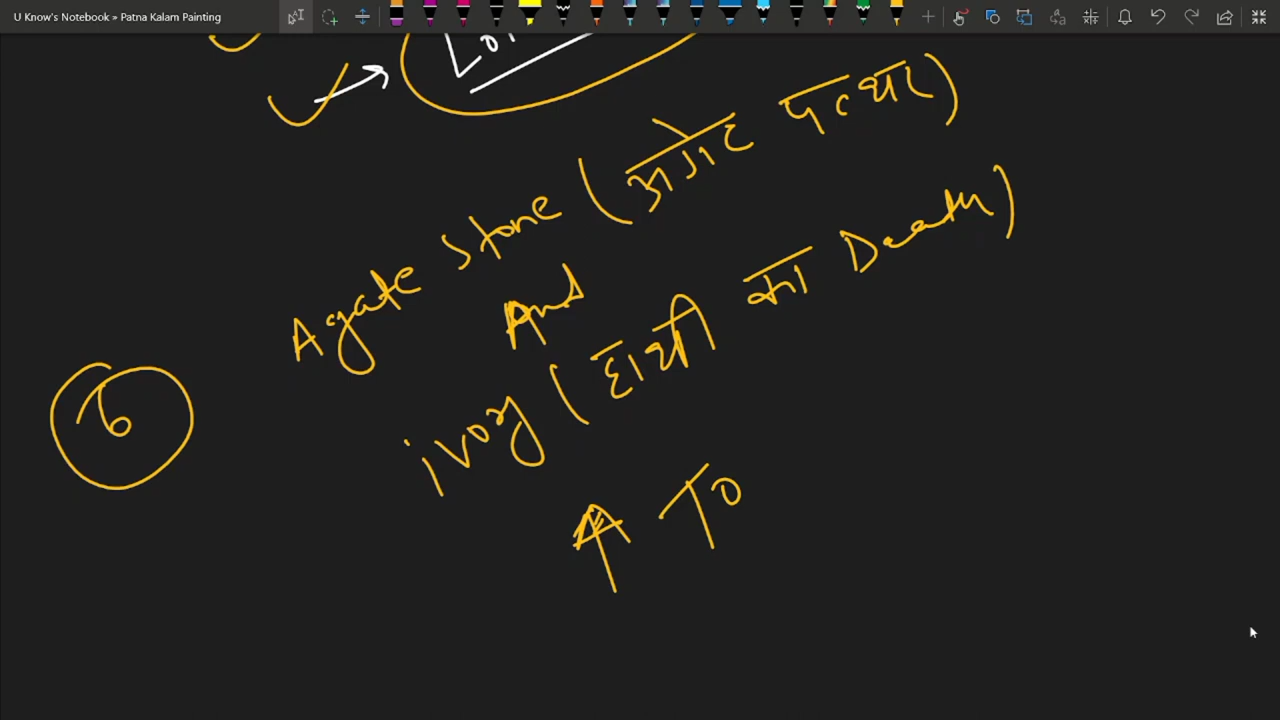 U Know's Notebook » Patna Kalam Painting
Agate stone (अगेट पत्थर)
And
ivory (हाथी का Death)
To
6